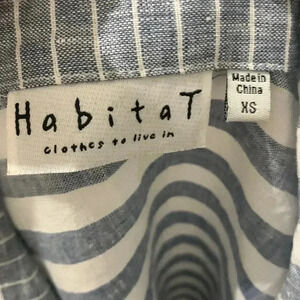 HabitaT
clothes to live in
Made in
China
XS